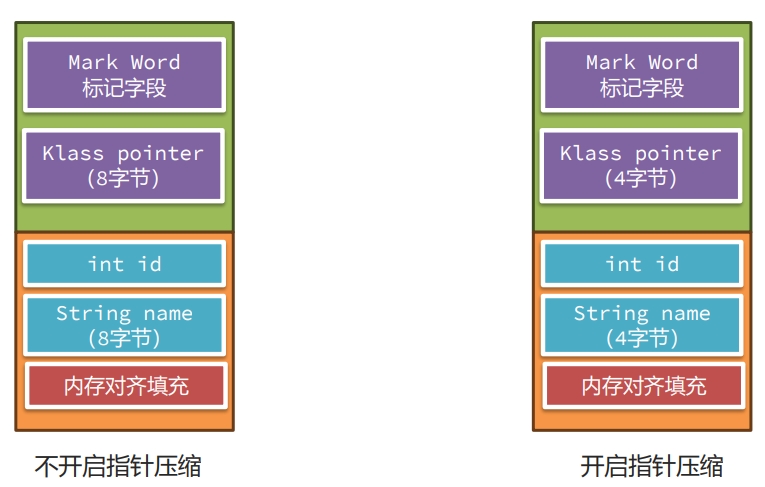 Mark Word
标记字段
Klass pointer
(8字节)
int id
String name
(8字节)
内存对齐填充
不开启指针压缩
Mark Word
标记字段
Klass pointer
(4字节)
int id
String name
(4字节)
内存对齐填充
开启指针压缩